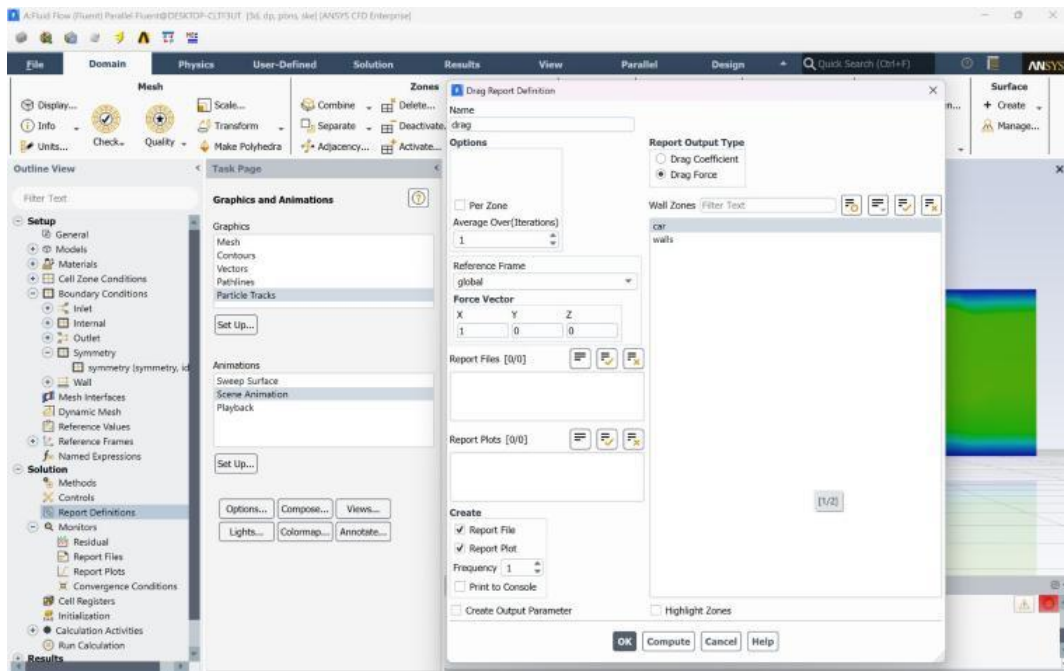 A:Fluid Flow (Fluent) Parallel Fluent@DESKTOP-CLTF3UT [3d, dp, pbns, ske] [ANSYS CFD Enterprise]
File Domain Physics User-Defined Solution Results View Parallel Design Quick Search (Ctrl+F) ANSYS
Mesh
Display...
Info
Units...
Check
Quality
Scale...
Transform
Make Polyhedra
Zones
Combine
Delete...
Separate
Deactivate.
Adjacency...
Activate...
Surface
Create
Manage...
Outline View
Filter Text
Setup
General
Models
Materials
Cell Zone Conditions
Boundary Conditions
Inlet
Internal
Outlet
Symmetry
symmetry (symmetry, id
Wall
Mesh Interfaces
Dynamic Mesh
Reference Values
Reference Frames
Named Expressions
Solution
Methods
Controls
Report Definitions
Monitors
Residual
Report Files
Report Plots
Convergence Conditions
Cell Registers
Initialization
Calculation Activities
Run Calculation
Results
Task Page
Graphics and Animations
Graphics
Mesh
Contours
Vectors
Pathlines
Particle Tracks
Set Up...
Animations
Sweep Surface
Scene Animation
Playback
Set Up...
Options... Compose... Views...
Lights... Colormap... Annotate...
Drag Report Definition
Name
drag
Options
Per Zone
Average Over(Iterations)
1
Reference Frame
global
Force Vector
X Y Z
1 0 0
Report Files [0/0]
Report Plots [0/0]
Create
Report File
Report Plot
Frequency 1
Print to Console
Create Output Parameter
Report Output Type
Drag Coefficient
Drag Force
Wall Zones Filter Text
car
walls
[1/2]
Highlight Zones
OK Compute Cancel Help